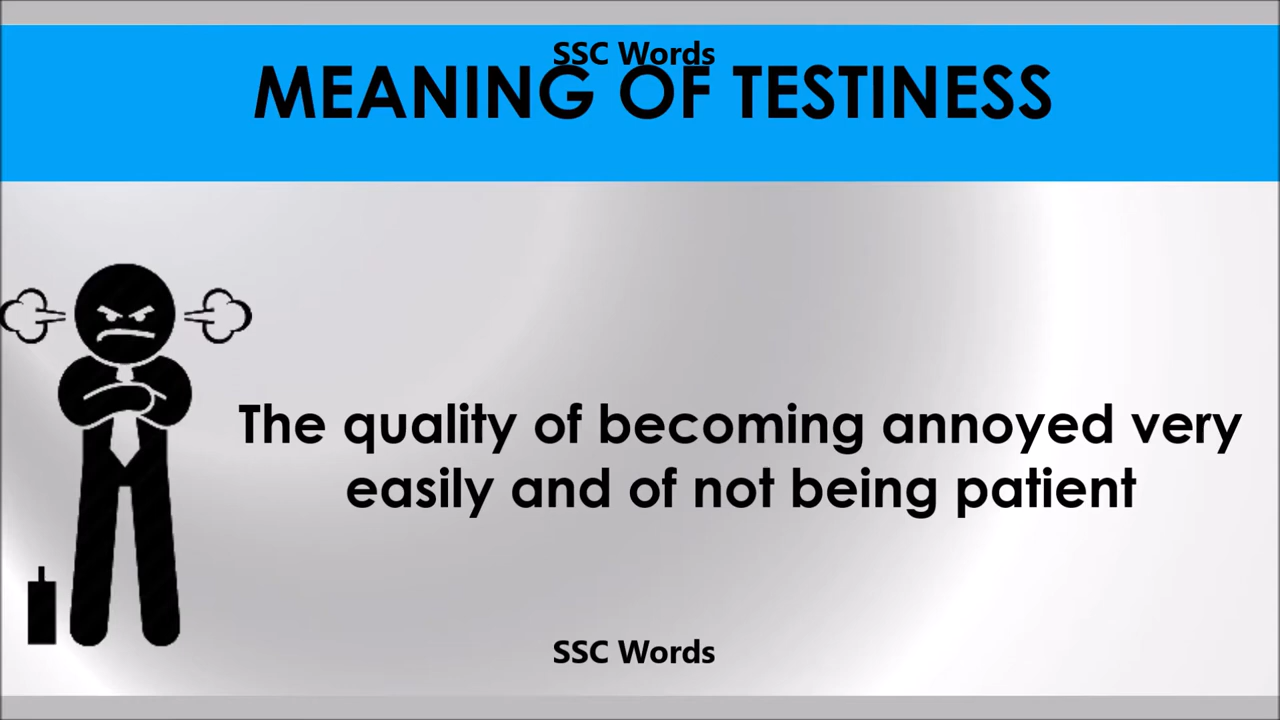 SSC Words
MEANING OF TESTINESS
The quality of becoming annoyed very
easily and of not being patient
SSC Words